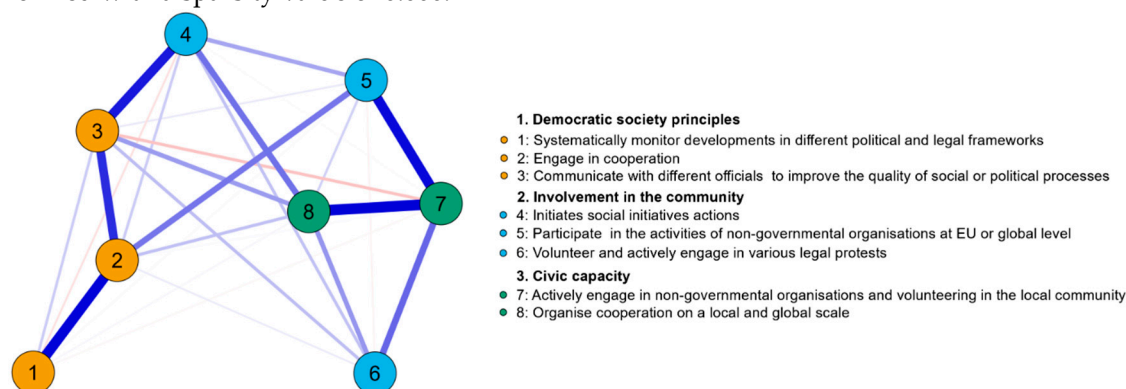 4
5
3
8
7
2
1
6
1. Democratic society principles
1: Systematically monitor developments in different political and legal frameworks
2: Engage in cooperation
3: Communicate with different officials to improve the quality of social or political processes
2. Involvement in the community
4: Initiates social initiatives actions
5: Participate in the activities of non-governmental organisations at EU or global level
6: Volunteer and actively engage in various legal protests
3. Civic capacity
7: Actively engage in non-governmental organisations and volunteering in the local community
8: Organise cooperation on a local and global scale